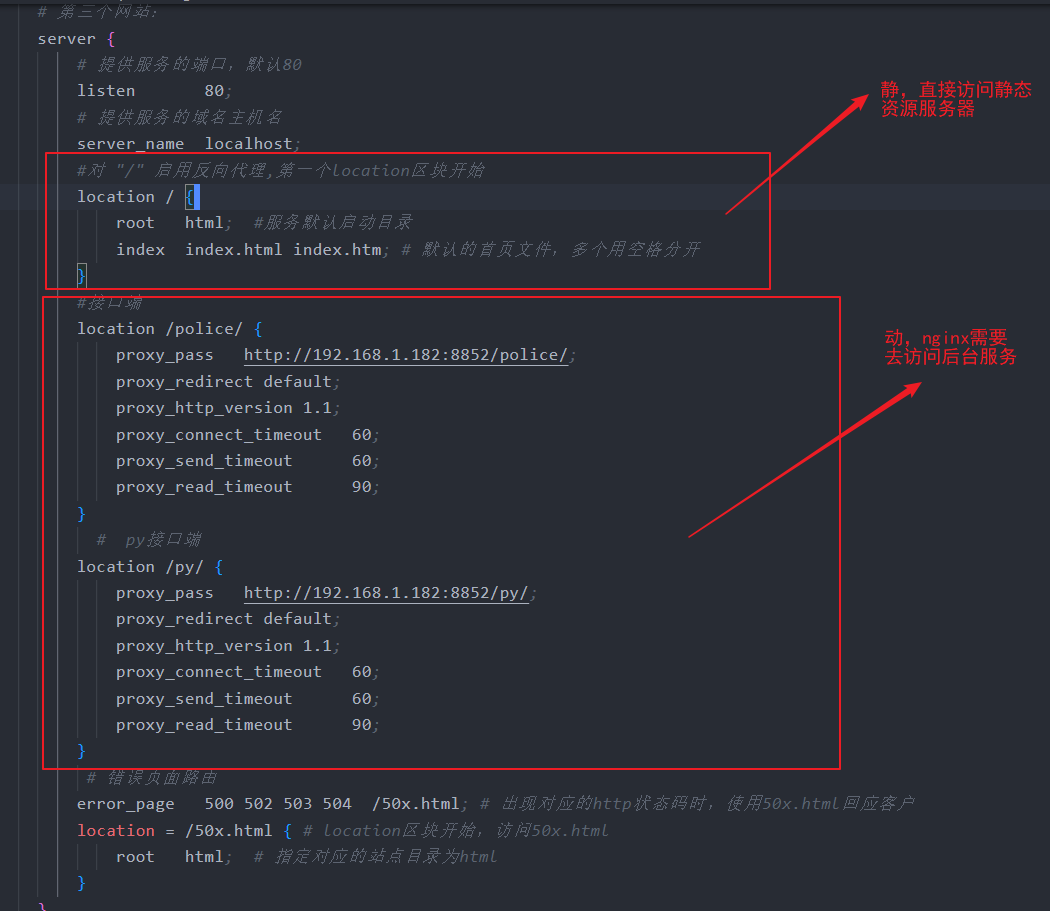 # 第三个网站:
server {
# 提供服务的端口，默认80
listen 80;
# 提供服务的域名主机名
server_name localhost;
#对 "/" 启用反向代理,第一个location区块开始
location / {
root html; #服务默认启动目录
index index.html index.htm; # 默认的首页文件，多个用空格分开
}
#接口端
location /police/ {
proxy_pass http://192.168.1.182:8852/police/;
proxy_redirect default;
proxy_http_version 1.1;
proxy_connect_timeout 60;
proxy_send_timeout 60;
proxy_read_timeout 90;
}
# py接口端
location /py/ {
proxy_pass http://192.168.1.182:8852/py/;
proxy_redirect default;
proxy_http_version 1.1;
proxy_connect_timeout 60;
proxy_send_timeout 60;
proxy_read_timeout 90;
}
# 错误页面路由
error_page 500 502 503 504 /50x.html; # 出现对应的http状态码时，使用50x.html回应客户
location = /50x.html { # location区块开始，访问50x.html
root html; # 指定对应的站点目录为html
}
}
静，直接访问静态
资源服务器
动，nginx需要
去访问后台服务